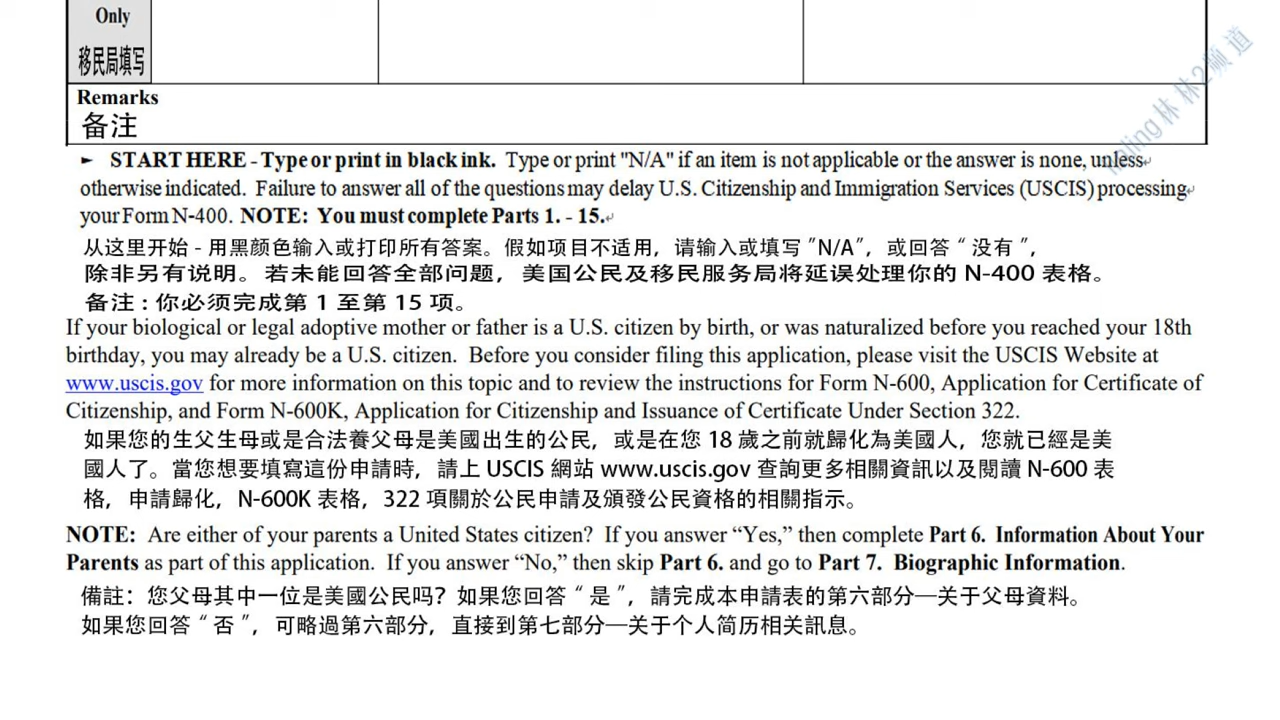 Only
移民局填写
Remarks
备注
► START HERE - Type or print in black ink. Type or print "N/A" if an item is not applicable or the answer is none, unless
otherwise indicated. Failure to answer all of the questions may delay U.S. Citizenship and Immigration Services (USCIS) processing
your Form N-400. NOTE: You must complete Parts 1. - 15.
从这里开始 - 用黑颜色输入或打印所有答案。假如项目不适用，请输入或填写 "N/A"，或回答 “ 没有 ”，
除非另有说明。若未能回答全部问题，美国公民及移民服务局将延误处理你的 N-400 表格。
备注 : 你必须完成第 1 至第 15 项。
If your biological or legal adoptive mother or father is a U.S. citizen by birth, or was naturalized before you reached your 18th
birthday, you may already be a U.S. citizen. Before you consider filing this application, please visit the USCIS Website at
www.uscis.gov for more information on this topic and to review the instructions for Form N-600, Application for Certificate of
Citizenship, and Form N-600K, Application for Citizenship and Issuance of Certificate Under Section 322.
如果您的生父生母或是合法養父母是美國出生的公民，或是在您 18 歲之前就歸化為美國人，您就已經是美
國人了。當您想要填寫這份申請時，請上 USCIS 網站 www.uscis.gov 查詢更多相關資訊以及閱讀 N-600 表
格，申請歸化，N-600K 表格，322 項關於公民申請及頒發公民資格的相關指示。
NOTE: Are either of your parents a United States citizen? If you answer “Yes,” then complete Part 6. Information About Your
Parents as part of this application. If you answer “No,” then skip Part 6. and go to Part 7. Biographic Information.
備註：您父母其中一位是美國公民吗？如果您回答 “ 是 ”，請完成本申請表的第六部分—关于父母資料。
如果您回答 “ 否 ”，可略過第六部分，直接到第七部分—关于个人简历相关訊息。
林林2频道